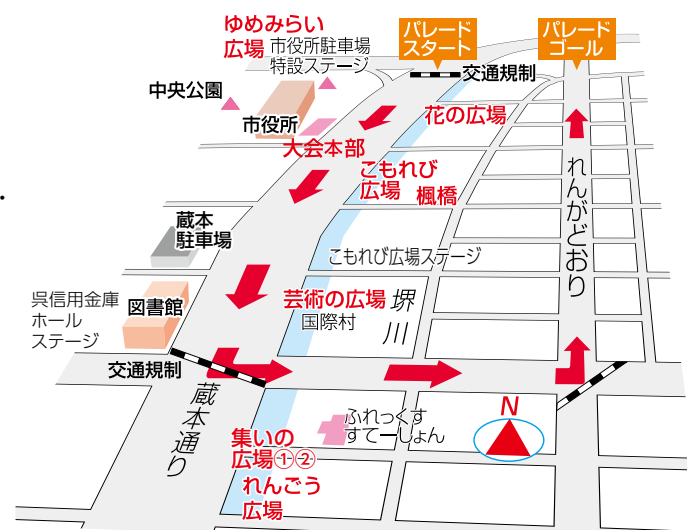 ゆめみらい
広場
市役所駐車場
特設ステージ
パレード
スタート
パレード
ゴール
交通規制
中央公園
市役所
花の広場
大会本部
こもれび
広場
楓橋
れんがどおり
蔵本
駐車場
こもれび広場ステージ
呉信用金庫
ホール
ステージ
図書館
芸術の広場
国際村
堺川
交通規制
蔵本通り
ふれっくす
すてーしょん
N
集いの
広場①②
れんごう
広場